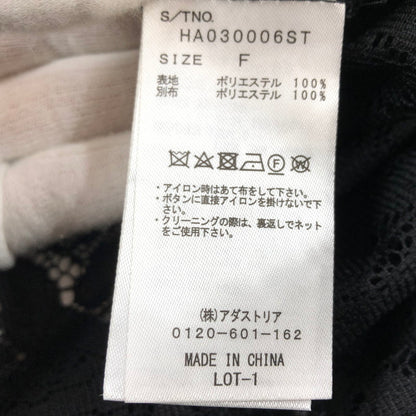 S/TNO.
HA030006ST
SIZE F
表地 ポリエステル 100%
別布 ポリエステル 100%
・アイロン時はあて布をして下さい。
・ボタンに直接アイロンを掛けないで下
さい。
・クリーニングの際は、裏返しでネット
をご使用下さい。
(株)アダストリア
0120-601-162
MADE IN CHINA
LOT-1